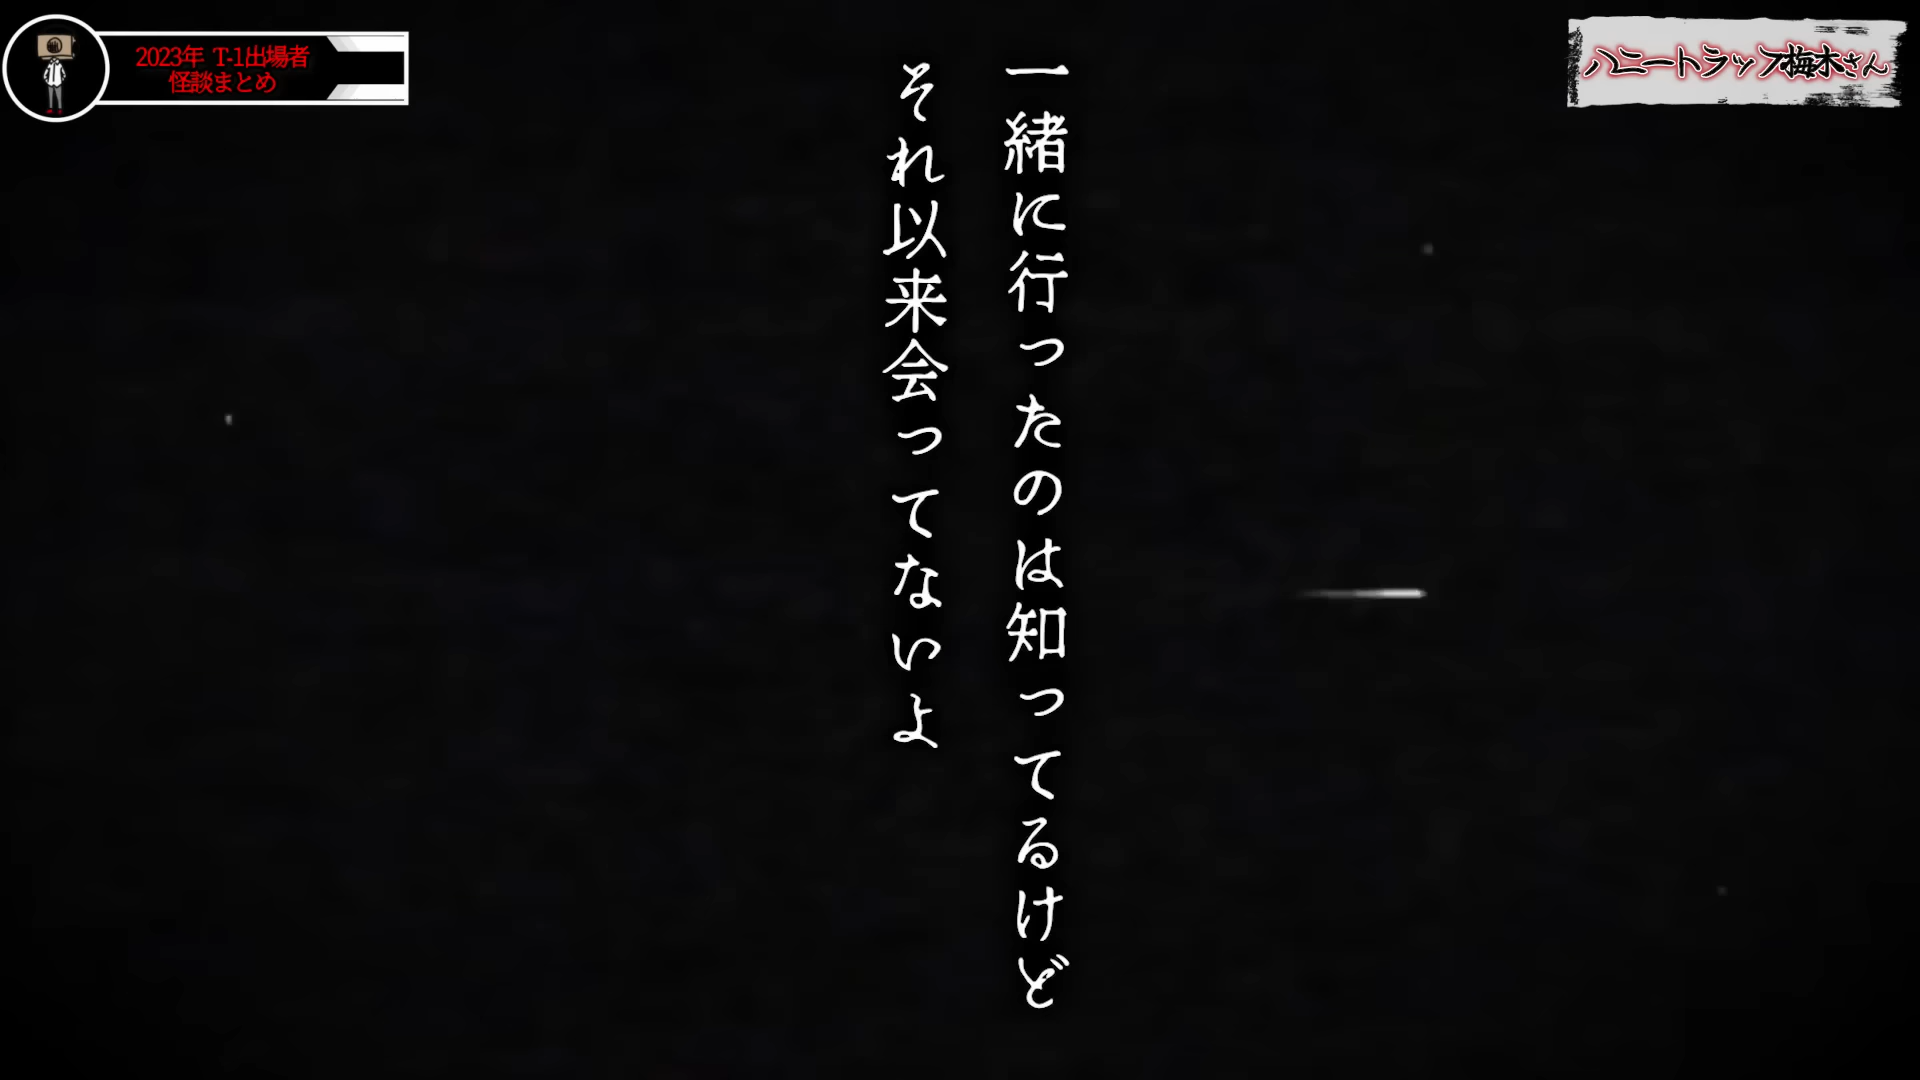 2023年 T-1出場者
怪談まとめ
ハニートラップ梅木さん
一緒に行ったのは知ってるけど
それ以来会ってないよ